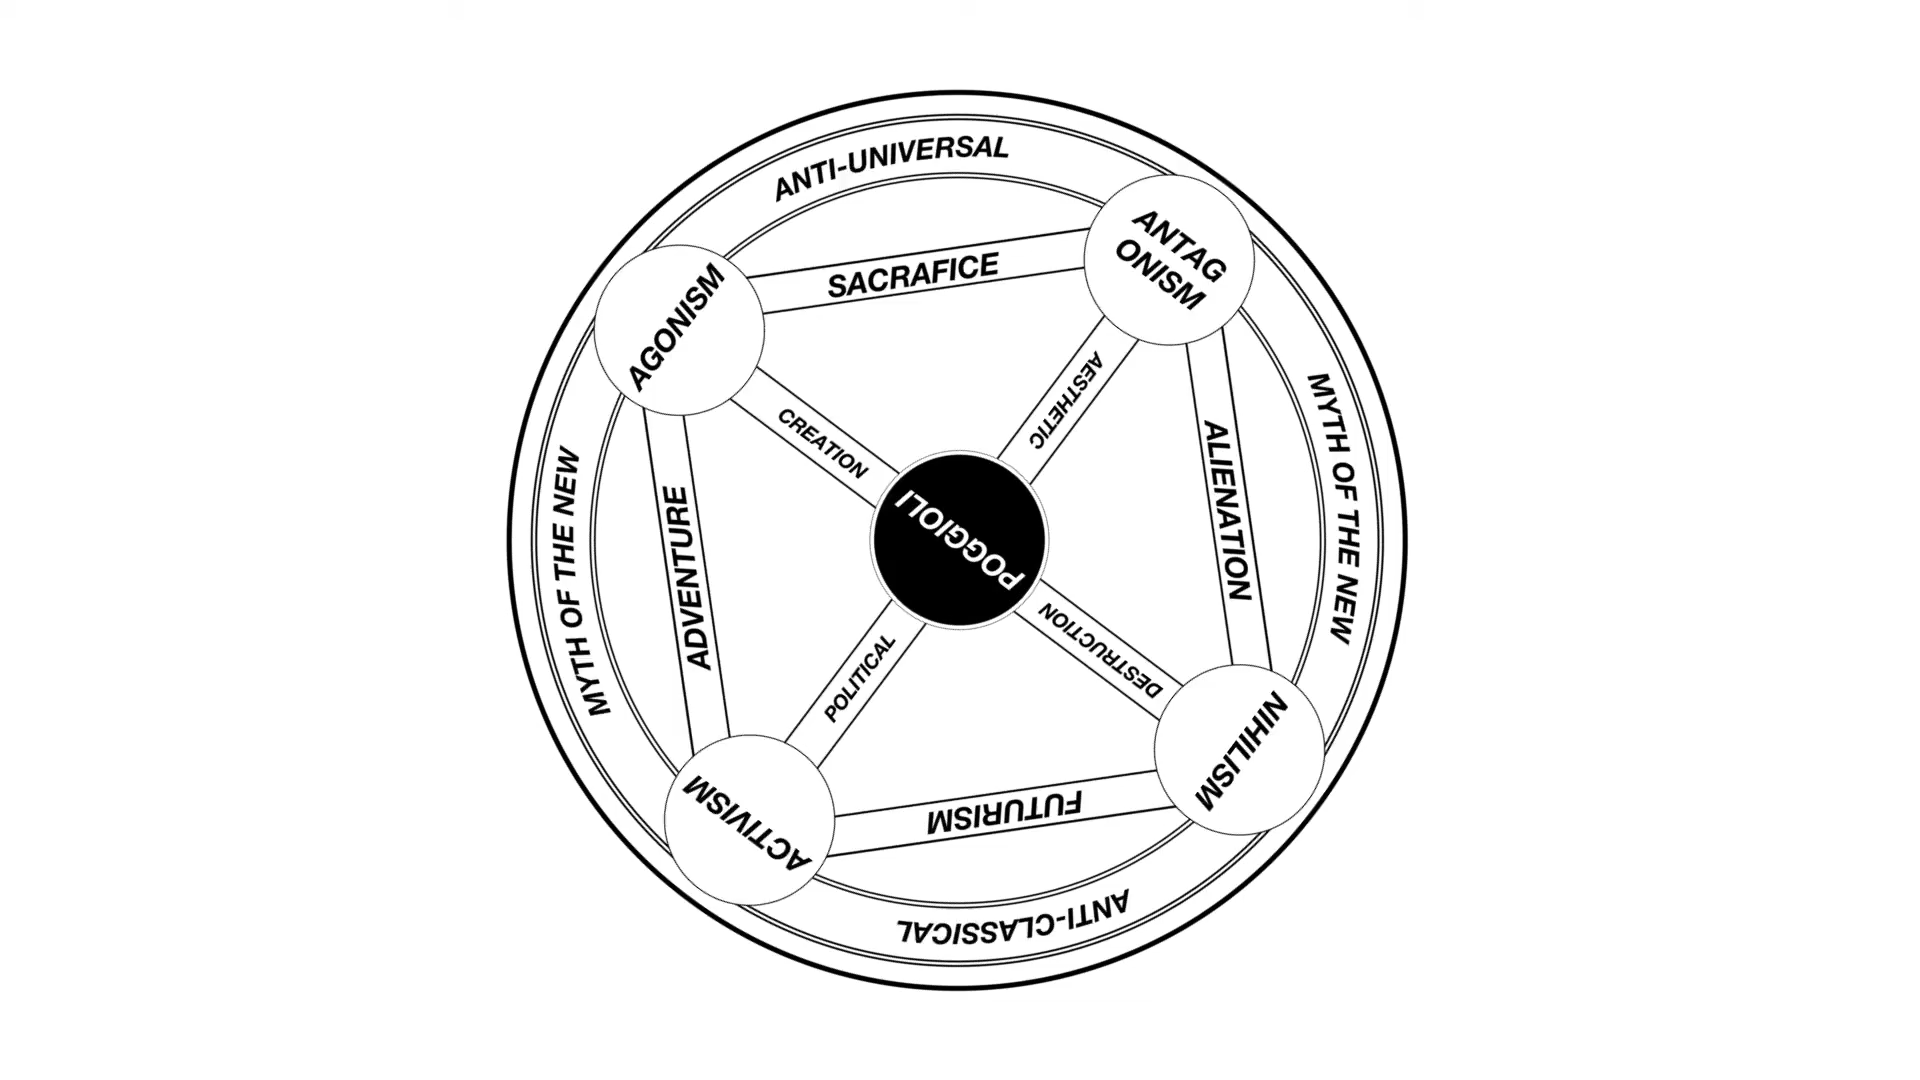 ANTI-UNIVERSAL
ANTAG
ONISM
SACRAFICE
AGONISM
AESTHETIC
MYTH OF THE NEW
CREATION
ALIENATION
MYTH OF THE NEW
ADVENTURE
POGGIOLI
DESTRUCTION
POLITICAL
NIHILISM
ACTIVISM
FUTURISM
ANTI-CLASSICAL